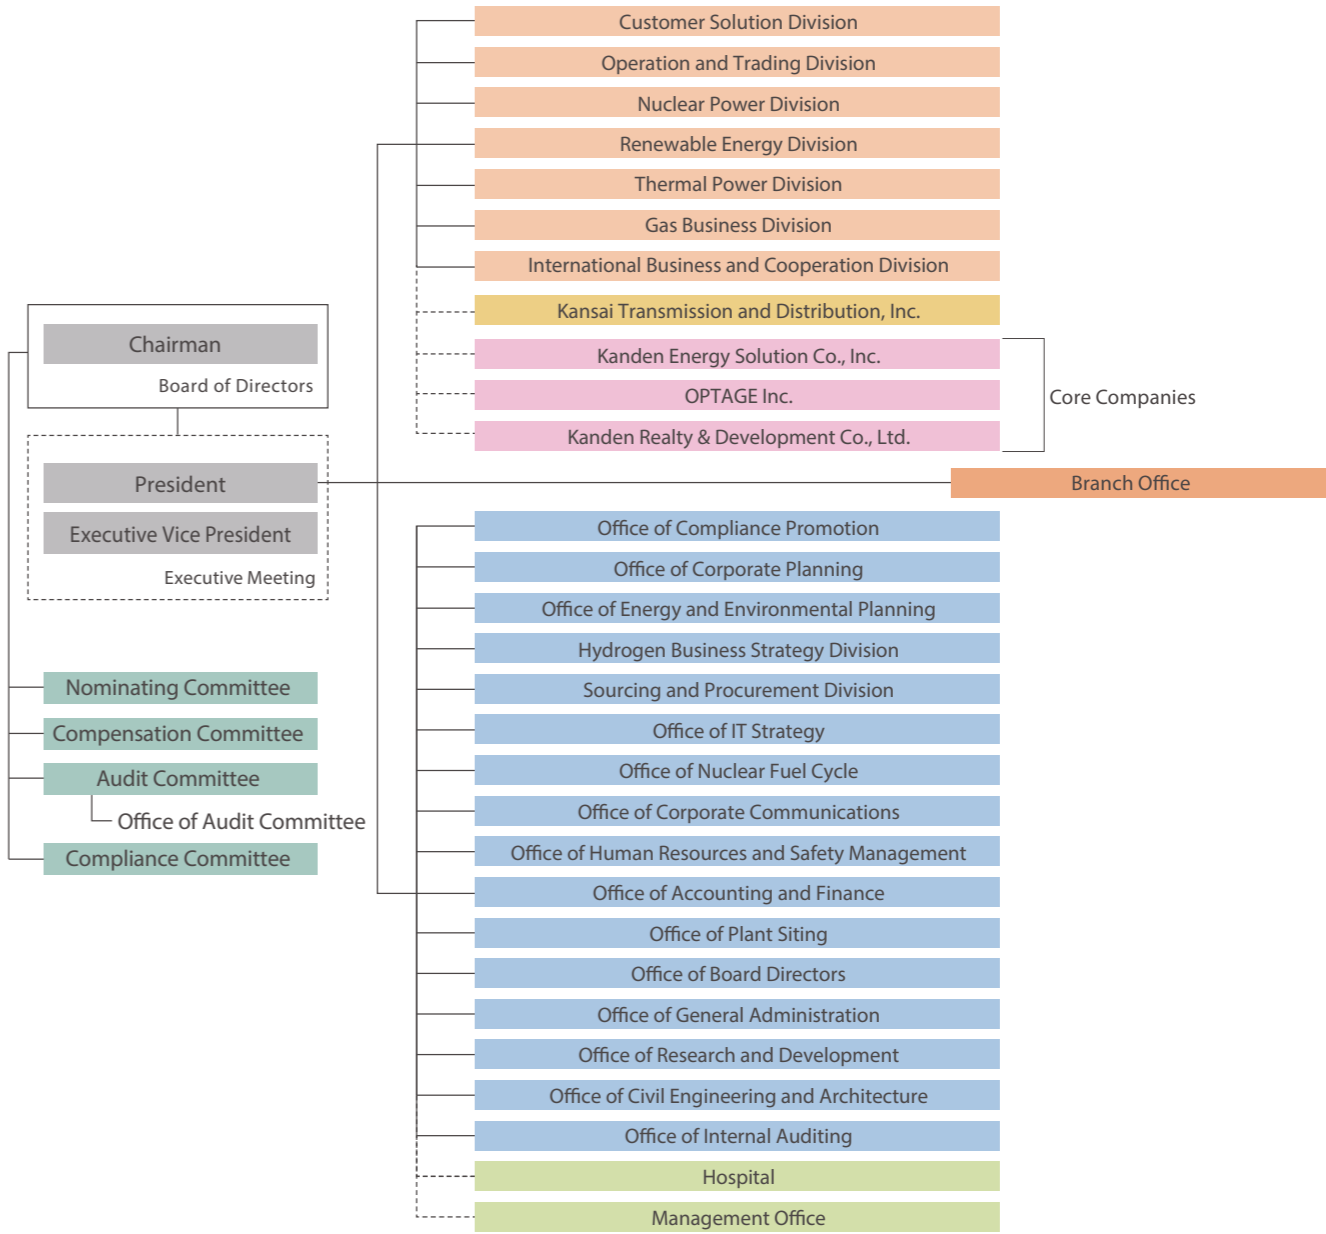 Customer Solution Division
Operation and Trading Division
Nuclear Power Division
Renewable Energy Division
Thermal Power Division
Gas Business Division
International Business and Cooperation Division
Kansai Transmission and Distribution, Inc.
Kanden Energy Solution Co., Inc.
OPTAGE Inc.
Kanden Realty & Development Co., Ltd.
Core Companies
Chairman
Board of Directors
President
Executive Vice President
Executive Meeting
Branch Office
Nominating Committee
Compensation Committee
Audit Committee
Office of Audit Committee
Compliance Committee
Office of Compliance Promotion
Office of Corporate Planning
Office of Energy and Environmental Planning
Hydrogen Business Strategy Division
Sourcing and Procurement Division
Office of IT Strategy
Office of Nuclear Fuel Cycle
Office of Corporate Communications
Office of Human Resources and Safety Management
Office of Accounting and Finance
Office of Plant Siting
Office of Board Directors
Office of General Administration
Office of Research and Development
Office of Civil Engineering and Architecture
Office of Internal Auditing
Hospital
Management Office